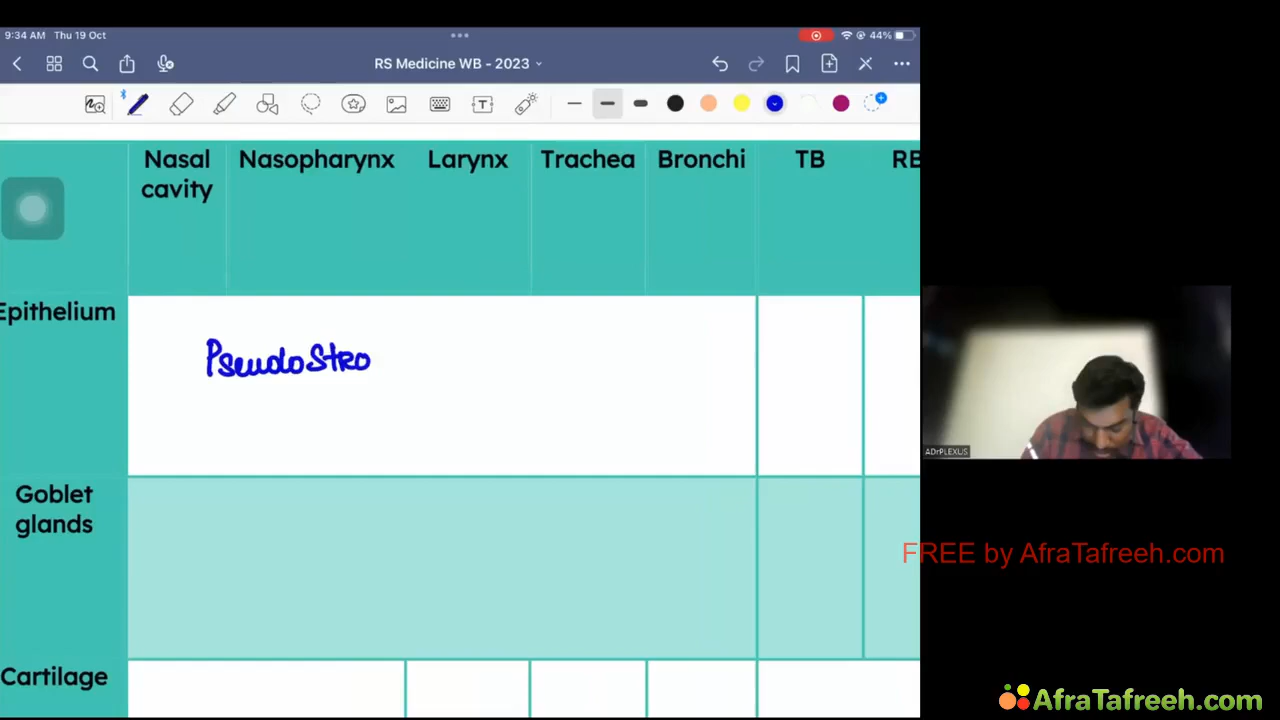 9:34 AM Thu 19 Oct
44%
RS Medicine WB - 2023
Nasal cavity Nasopharynx Larynx Trachea Bronchi TB RB
Epithelium
PseudoStra
Goblet
glands
Cartilage
ADrPLEXUS
FREE by AfraTafreeh.com
AfraTafreeh.com